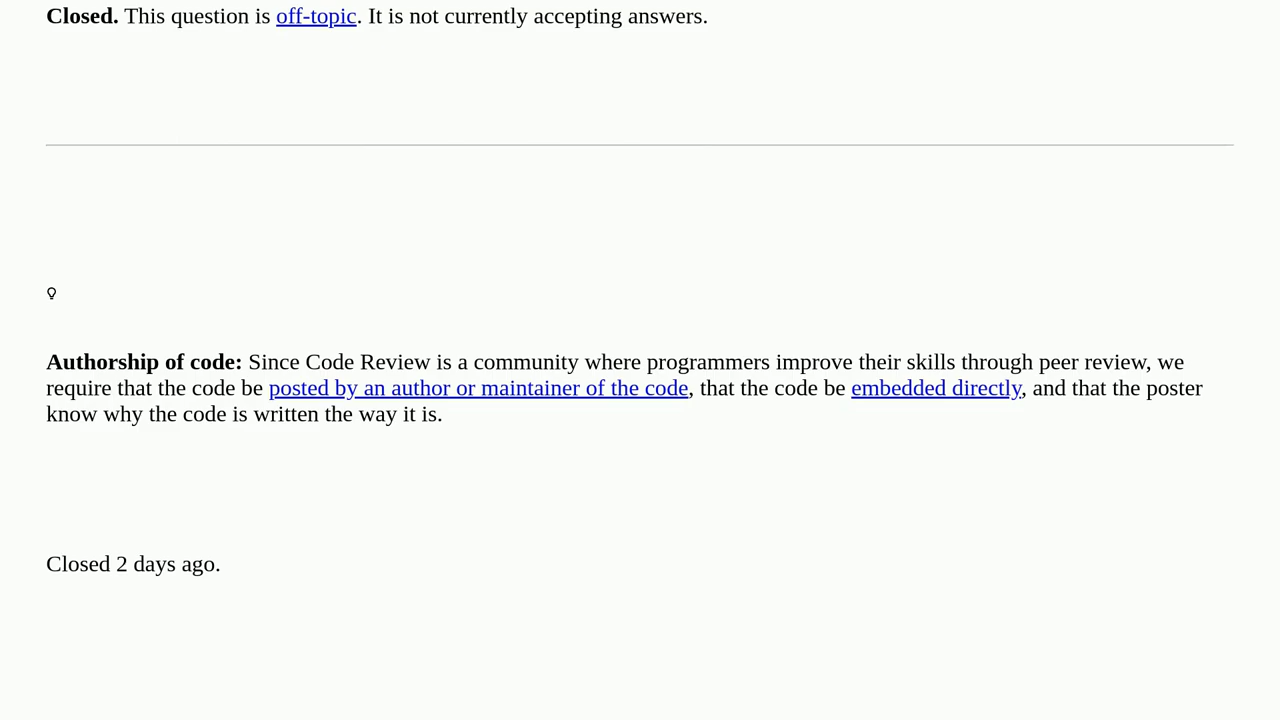 Closed. This question is off-topic. It is not currently accepting answers.
Authorship of code: Since Code Review is a community where programmers improve their skills through peer review, we
require that the code be posted by an author or maintainer of the code, that the code be embedded directly, and that the poster
know why the code is written the way it is.
Closed 2 days ago.